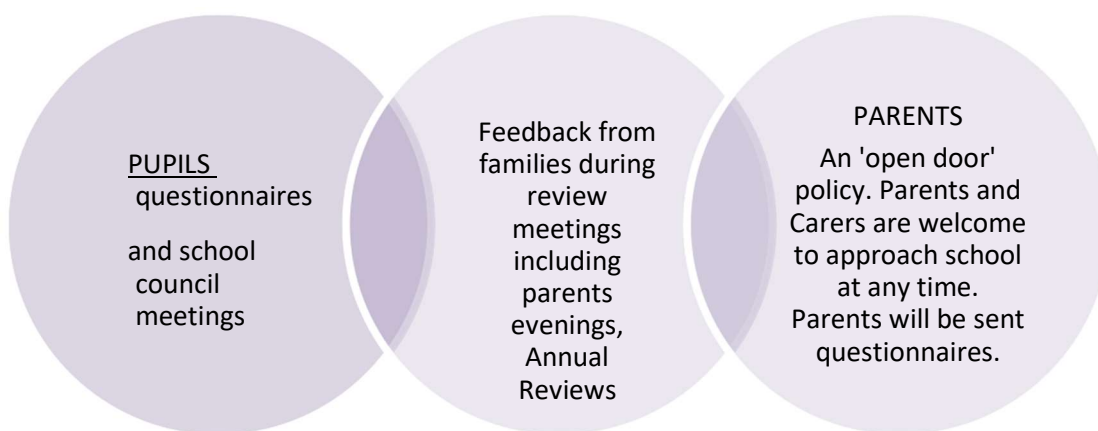 PUPILS
questionnaires
and school
council
meetings
Feedback from
families during
review
meetings
including
parents
evenings,
Annual
Reviews
PARENTS
An 'open door'
policy. Parents and
Carers are welcome
to approach school
at any time.
Parents will be sent
questionnaires.